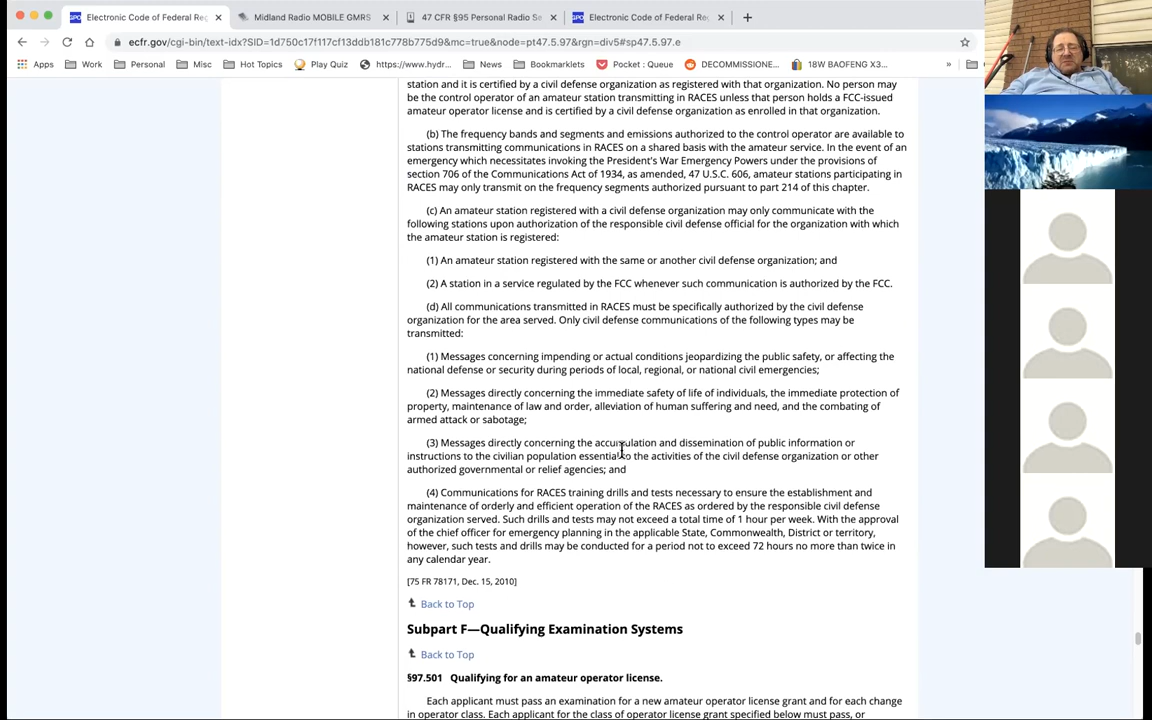 Electronic Code of Federal Reg
Midland Radio MOBILE GMRS
47 CFR §95 Personal Radio Se
Electronic Code of Federal Reg
ecfr.gov/cgi-bin/text-idx?SID=1d750c17f117cf13ddb181c778b775d9&mc=true&node=pt47.5.97&rgn=div5#sp47.5.97.e
Apps Work Personal Misc Hot Topics Play Quiz https://www.hydr... News Bookmarklets Pocket : Queue DECOMMISSIONE... 18W BAOFENG X3... »
station and it is certified by a civil defense organization as registered with that organization. No person may
be the control operator of an amateur station transmitting in RACES unless that person holds a FCC-issued
amateur operator license and is certified by a civil defense organization as enrolled in that organization.
(b) The frequency bands and segments and emissions authorized to the control operator are available to
stations transmitting communications in RACES on a shared basis with the amateur service. In the event of an
emergency which necessitates invoking the President's War Emergency Powers under the provisions of
section 706 of the Communications Act of 1934, as amended, 47 U.S.C. 606, amateur stations participating in
RACES may only transmit on the frequency segments authorized pursuant to part 214 of this chapter.
(c) An amateur station registered with a civil defense organization may only communicate with the
following stations upon authorization of the responsible civil defense official for the organization with which
the amateur station is registered:
(1) An amateur station registered with the same or another civil defense organization; and
(2) A station in a service regulated by the FCC whenever such communication is authorized by the FCC.
(d) All communications transmitted in RACES must be specifically authorized by the civil defense
organization for the area served. Only civil defense communications of the following types may be
transmitted:
(1) Messages concerning impending or actual conditions jeopardizing the public safety, or affecting the
national defense or security during periods of local, regional, or national civil emergencies;
(2) Messages directly concerning the immediate safety of life of individuals, the immediate protection of
property, maintenance of law and order, alleviation of human suffering and need, and the combating of
armed attack or sabotage;
(3) Messages directly concerning the accumulation and dissemination of public information or
instructions to the civilian population essential to the activities of the civil defense organization or other
authorized governmental or relief agencies; and
(4) Communications for RACES training drills and tests necessary to ensure the establishment and
maintenance of orderly and efficient operation of the RACES as ordered by the responsible civil defense
organization served. Such drills and tests may not exceed a total time of 1 hour per week. With the approval
of the chief officer for emergency planning in the applicable State, Commonwealth, District or territory,
however, such tests and drills may be conducted for a period not to exceed 72 hours no more than twice in
any calendar year.
[75 FR 78171, Dec. 15, 2010]
Back to Top
Subpart F—Qualifying Examination Systems
Back to Top
§97.501 Qualifying for an amateur operator license.
Each applicant must pass an examination for a new amateur operator license grant and for each change
in operator class. Each applicant for the class of operator license grant specified below must pass, or